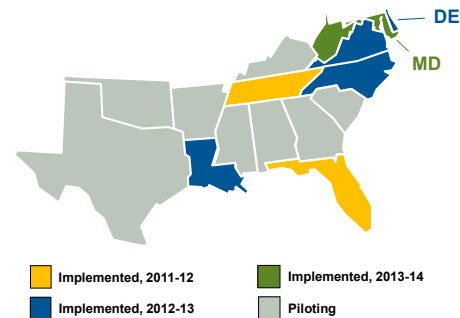 DE
MD
Implemented, 2011-12
Implemented, 2013-14
Implemented, 2012-13
Piloting